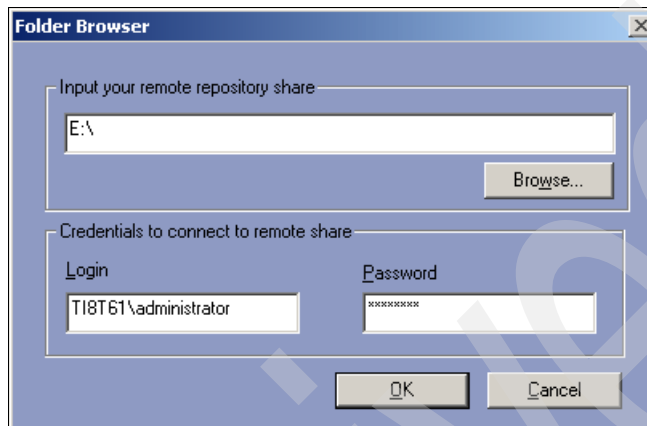 Folder Browser
Input your remote repository share
E:\
Browse...
Credentials to connect to remote share
Login Password
TI8T61\administrator ********
OK Cancel